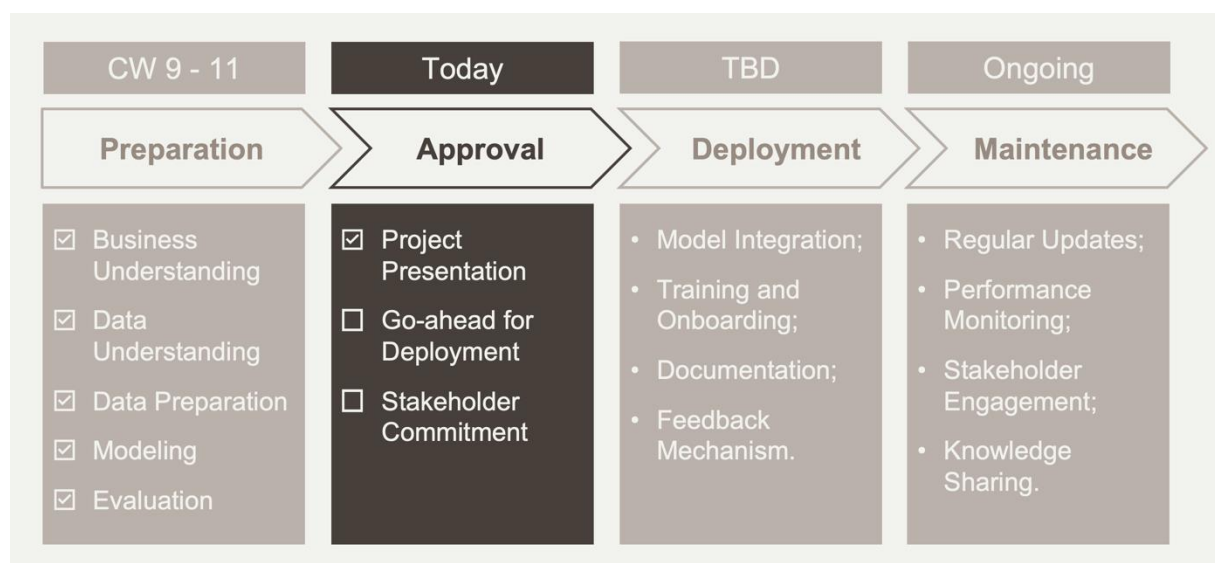 CW 9 - 11
Today
TBD
Ongoing
Preparation
Approval
Deployment
Maintenance
☑ Business
Understanding
☑ Data
Understanding
☑ Data Preparation
☑ Modeling
☑ Evaluation
☑ Project
Presentation
☐ Go-ahead for
Deployment
☐ Stakeholder
Commitment
• Model Integration;
• Training and
Onboarding;
• Documentation;
• Feedback
Mechanism.
• Regular Updates;
• Performance
Monitoring;
• Stakeholder
Engagement;
• Knowledge
Sharing.